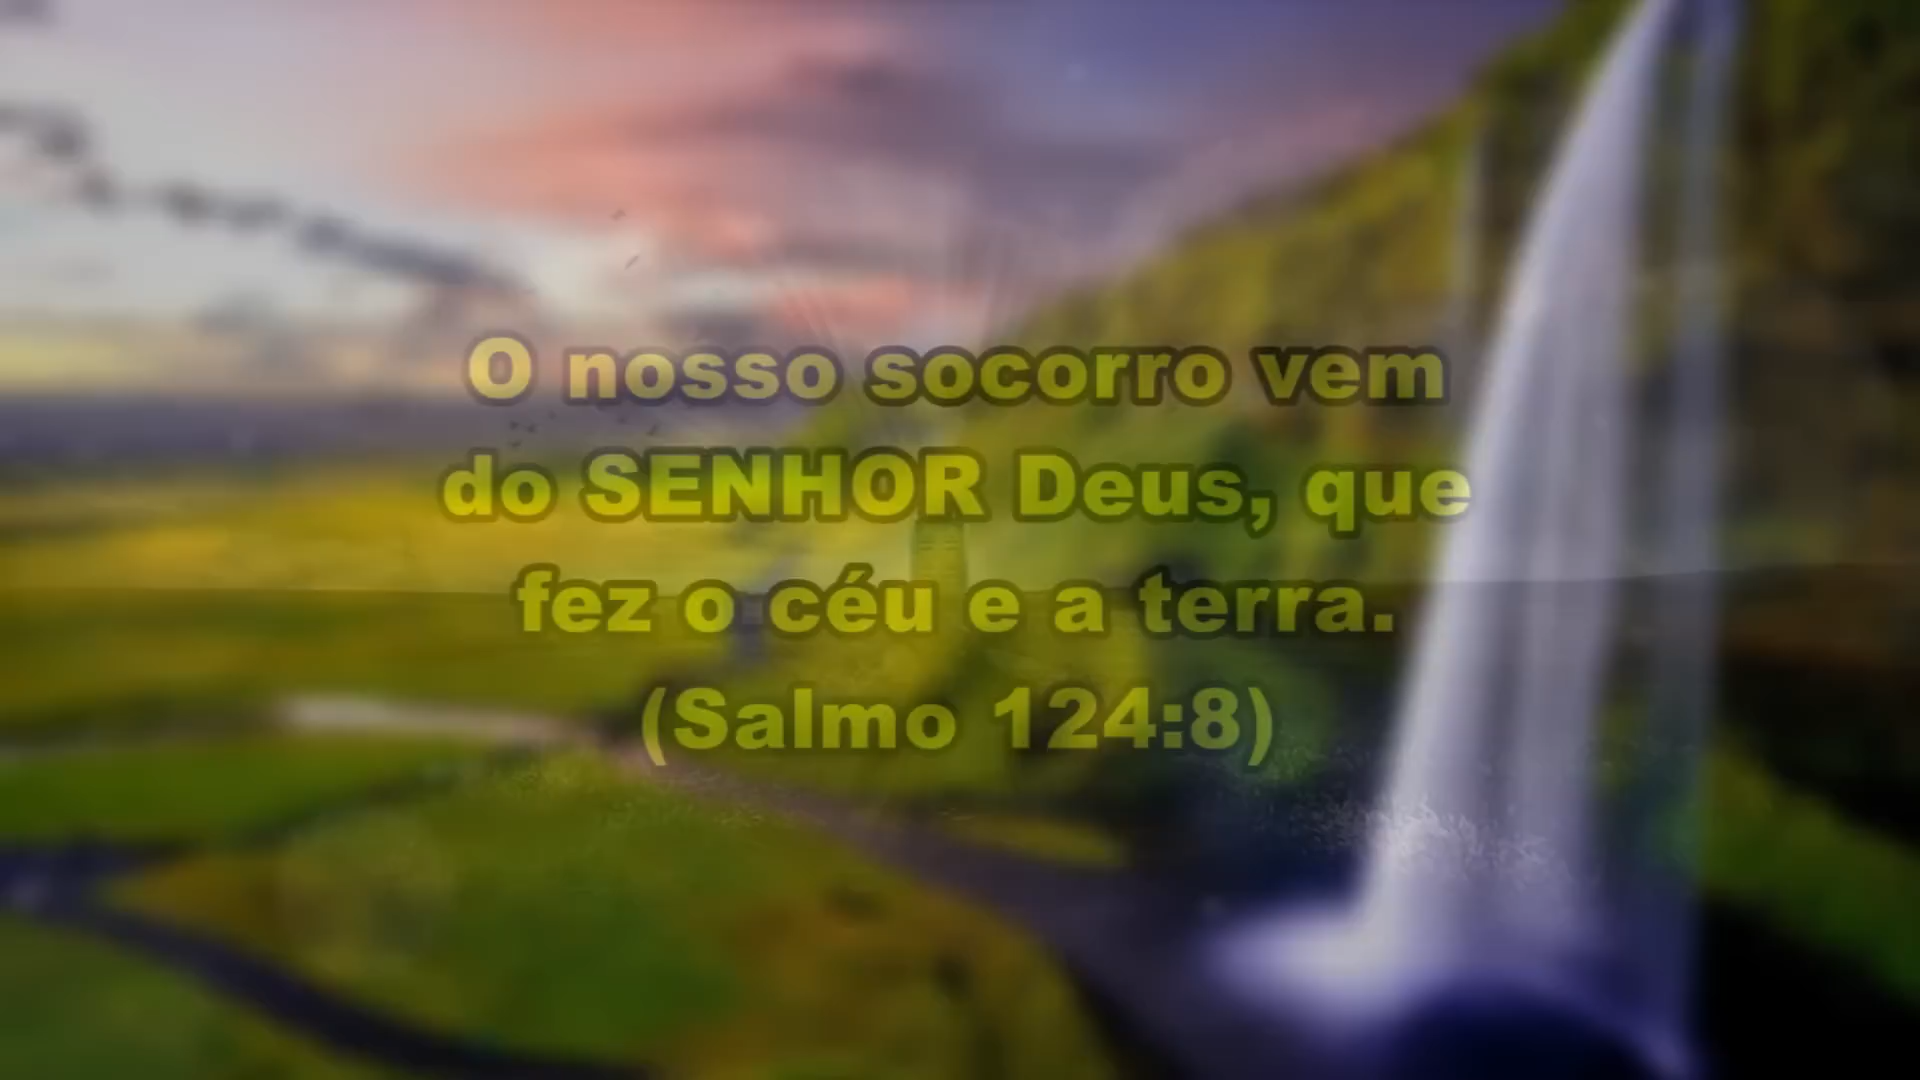 O nosso socorro vem
do SENHOR Deus, que
fez o céu e a terra.
(Salmo 124:8)